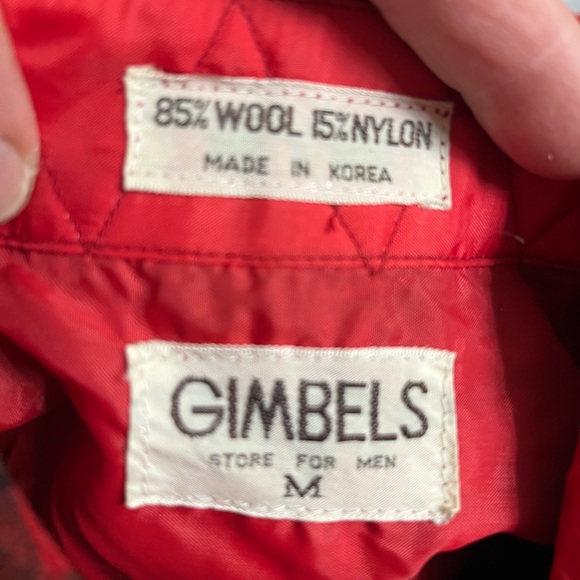 85% WOOL 15% NYLON
MADE IN KOREA
GIMBELS
STORE FOR MEN
M